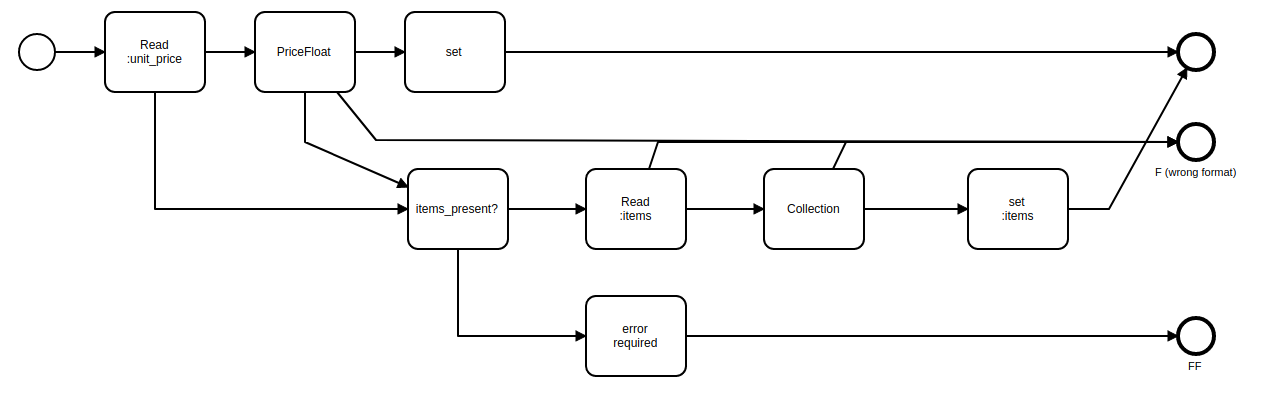 Read
:unit_price
PriceFloat
set
F (wrong format)
items_present?
Read
:items
Collection
set
:items
error
required
FF